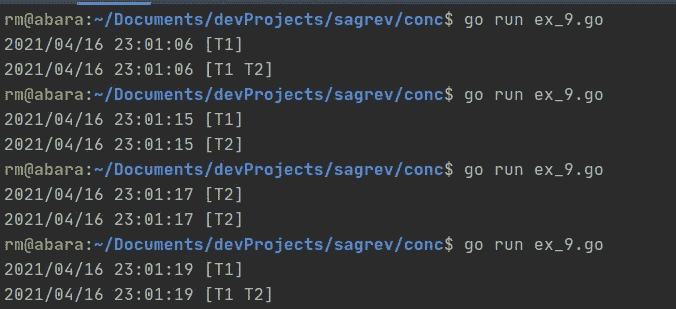 rm@abara:~/Documents/devProjects/sagrev/conc$ go run ex_9.go
2021/04/16 23:01:06 [T1]
2021/04/16 23:01:06 [T1 T2]
rm@abara:~/Documents/devProjects/sagrev/conc$ go run ex_9.go
2021/04/16 23:01:15 [T1]
2021/04/16 23:01:15 [T2]
rm@abara:~/Documents/devProjects/sagrev/conc$ go run ex_9.go
2021/04/16 23:01:17 [T2]
2021/04/16 23:01:17 [T2]
rm@abara:~/Documents/devProjects/sagrev/conc$ go run ex_9.go
2021/04/16 23:01:19 [T1]
2021/04/16 23:01:19 [T1 T2]